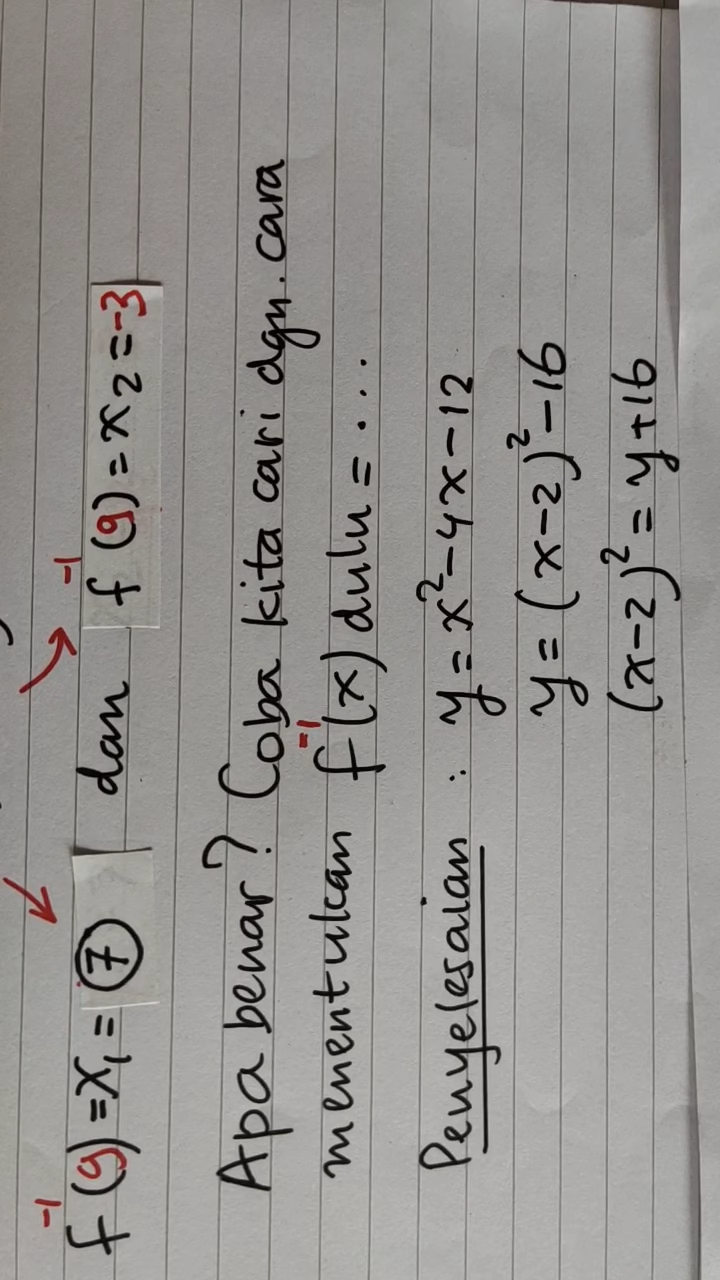 f⁻¹(9) = x₁ = 7 dan f⁻¹(9) = x₂ = -3
Apa benar? Coba kita cari dgn. cara
menentukan f⁻¹(x) dulu = ....
Penyelesaian : y = x² - 4x - 12
y = (x-2)² - 16
(x-2)² = y + 16